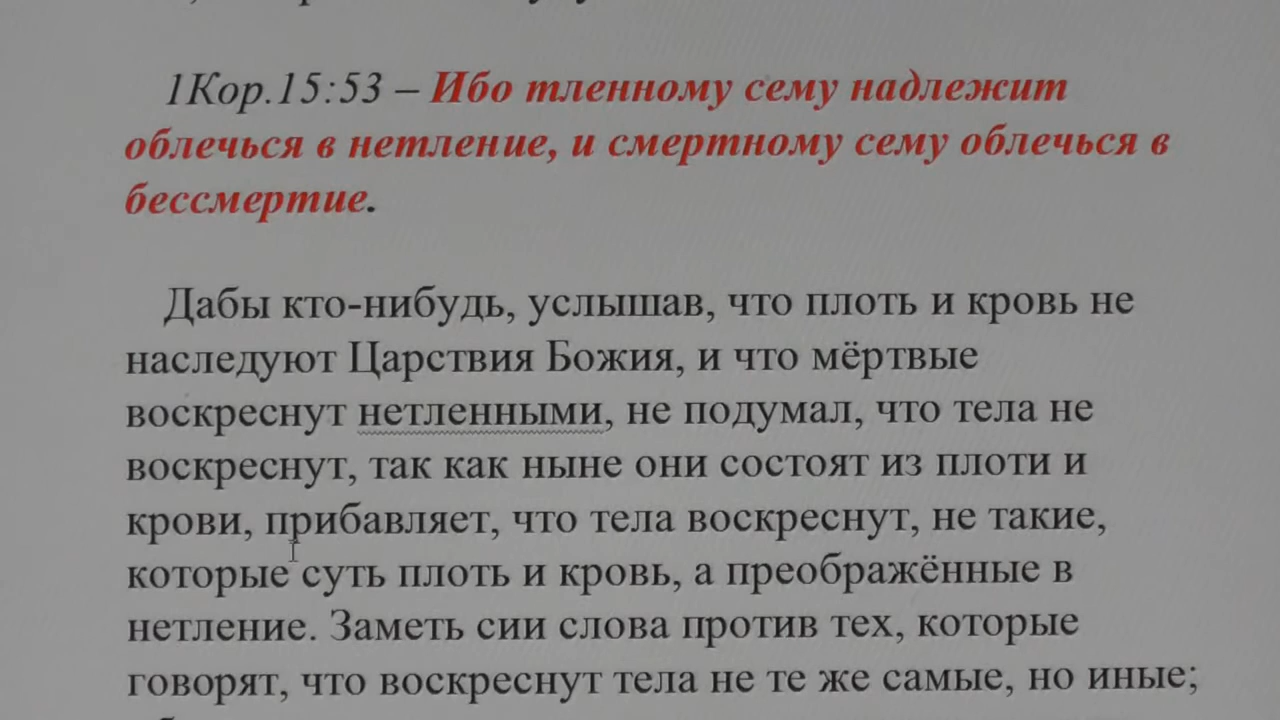 1Кор.15:53 – Ибо тленному сему надлежит
облечься в нетление, и смертному сему облечься в
бессмертие.
Дабы кто-нибудь, услышав, что плоть и кровь не
наследуют Царствия Божия, и что мёртвые
воскреснут нетленными, не подумал, что тела не
воскреснут, так как ныне они состоят из плоти и
крови, прибавляет, что тела воскреснут, не такие,
которые суть плоть и кровь, а преображённые в
нетление. Заметь сии слова против тех, которые
говорят, что воскреснут тела не те же самые, но иные;